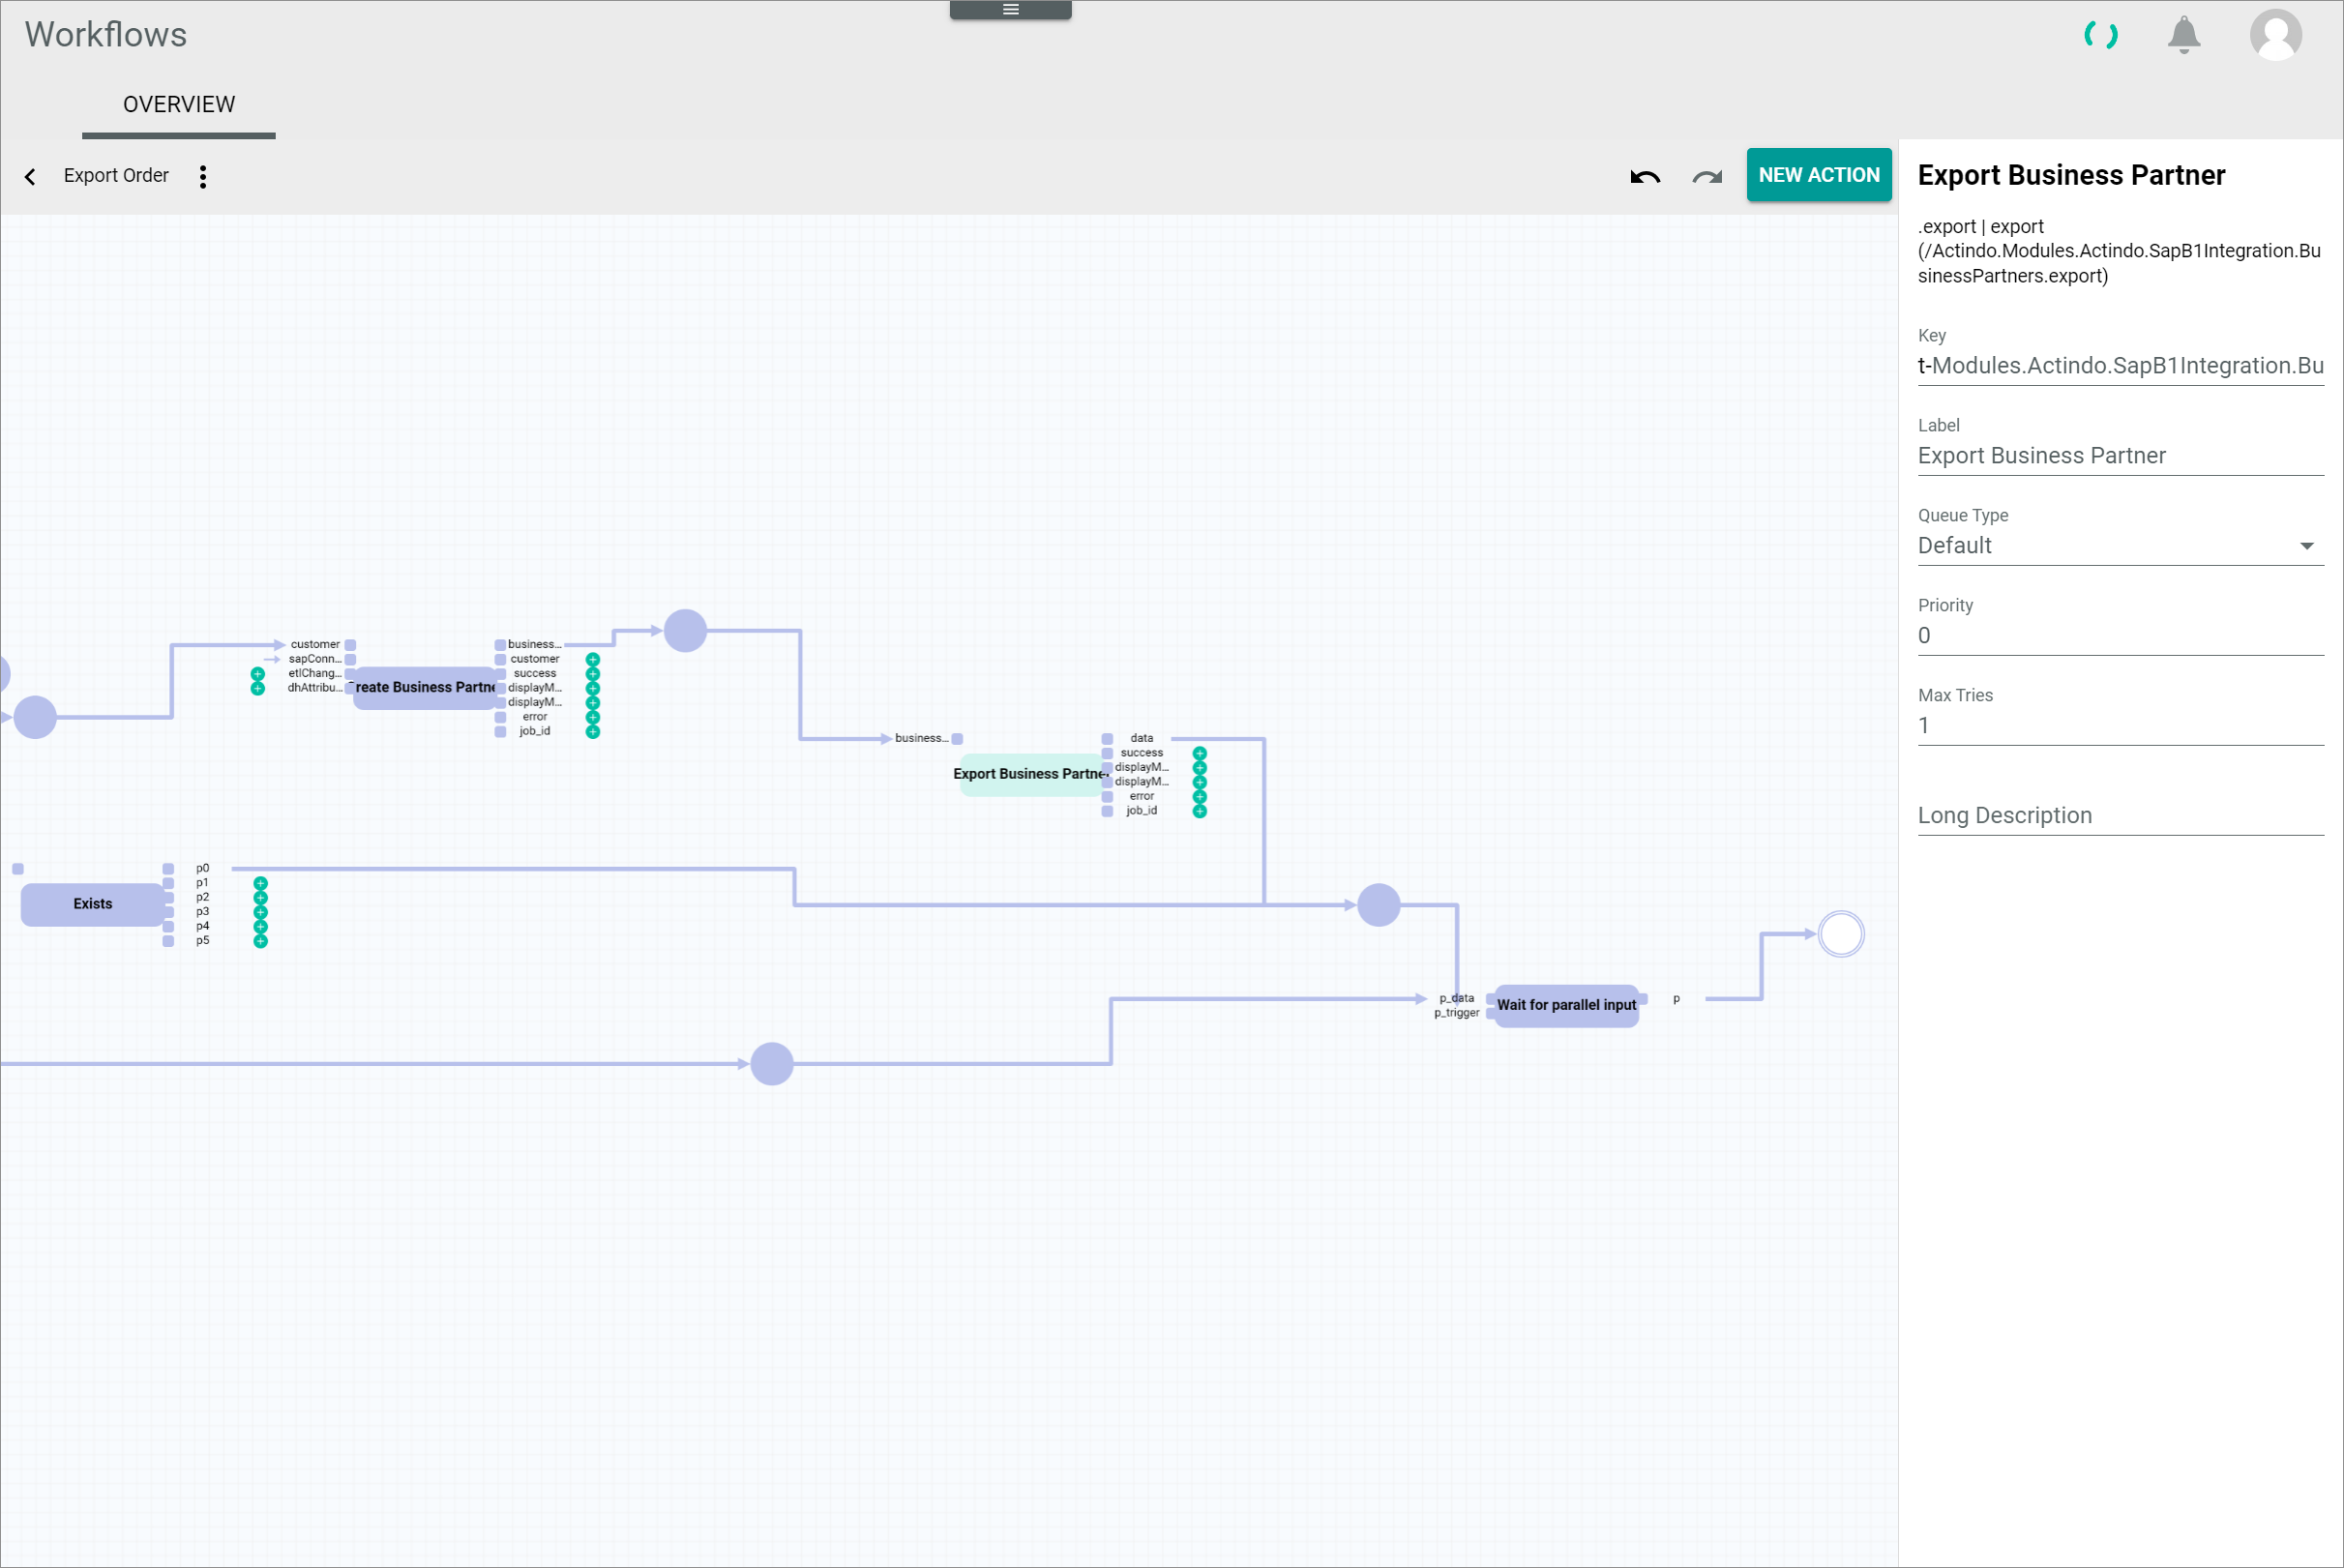 Workflows
OVERVIEW
Export Order
NEW ACTION
customer
sapConn...
etlChang...
dhAttribu...
reate Business Partne
business...
customer
success
displayM...
displayM...
error
job_id
business...
Export Business Partner
data
success
displayM...
displayM...
error
job_id
Exists
p0
p1
p2
p3
p4
p5
p_data
p_trigger
Wait for parallel input
p
Export Business Partner
.export | export
(/Actindo.Modules.Actindo.SapB1Integration.Bu
sinessPartners.export)
Key
t-Modules.Actindo.SapB1Integration.Bu
Label
Export Business Partner
Queue Type
Default
Priority
0
Max Tries
1
Long Description